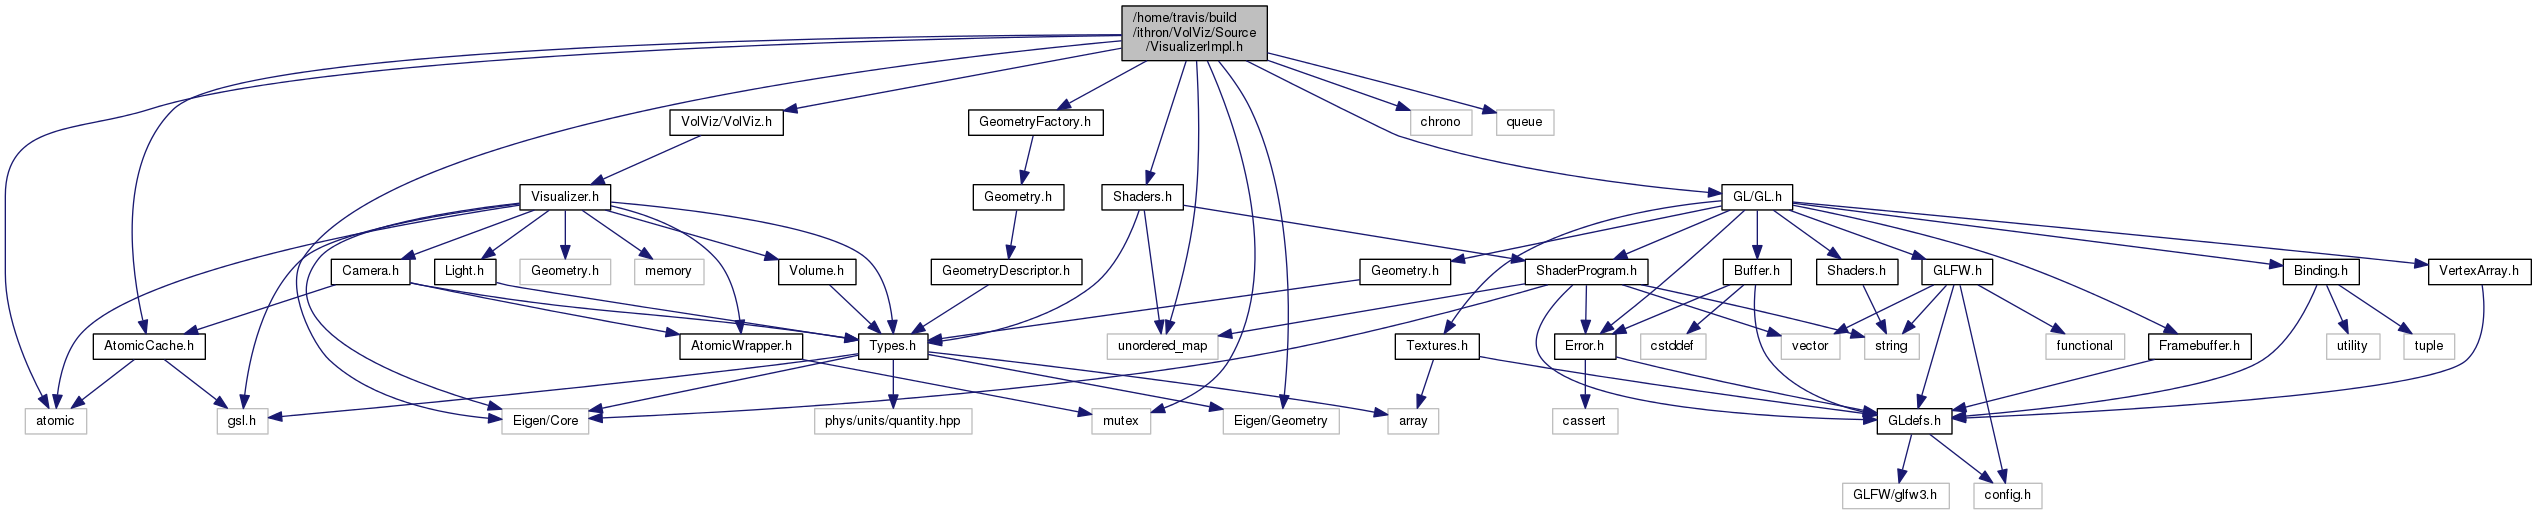 /home/travis/build
/ithron/VolViz/Source
/VisualizerImpl.h
VolViz/VolViz.h
GeometryFactory.h
chrono
queue
Visualizer.h
Geometry.h
Shaders.h
GL/GL.h
Camera.h
Light.h
Geometry.h
memory
Volume.h
GeometryDescriptor.h
Geometry.h
ShaderProgram.h
Buffer.h
Shaders.h
GLFW.h
Binding.h
VertexArray.h
AtomicCache.h
AtomicWrapper.h
Types.h
unordered_map
Textures.h
Error.h
cstddef
vector
string
functional
Framebuffer.h
utility
tuple
atomic
gsl.h
Eigen/Core
phys/units/quantity.hpp
mutex
Eigen/Geometry
array
cassert
GLdefs.h
GLFW/glfw3.h
config.h